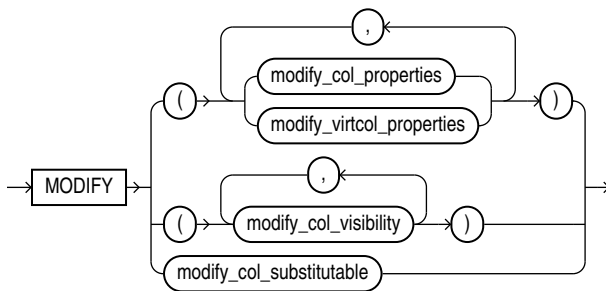 ,
modify_col_properties
( )
modify_virtcol_properties
MODIFY
,
( modify_col_visibility )
modify_col_substitutable